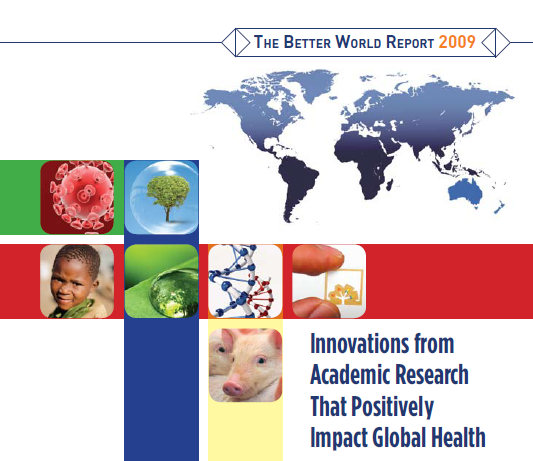 The Better World Report 2009
Innovations from
Academic Research
That Positively
Impact Global Health